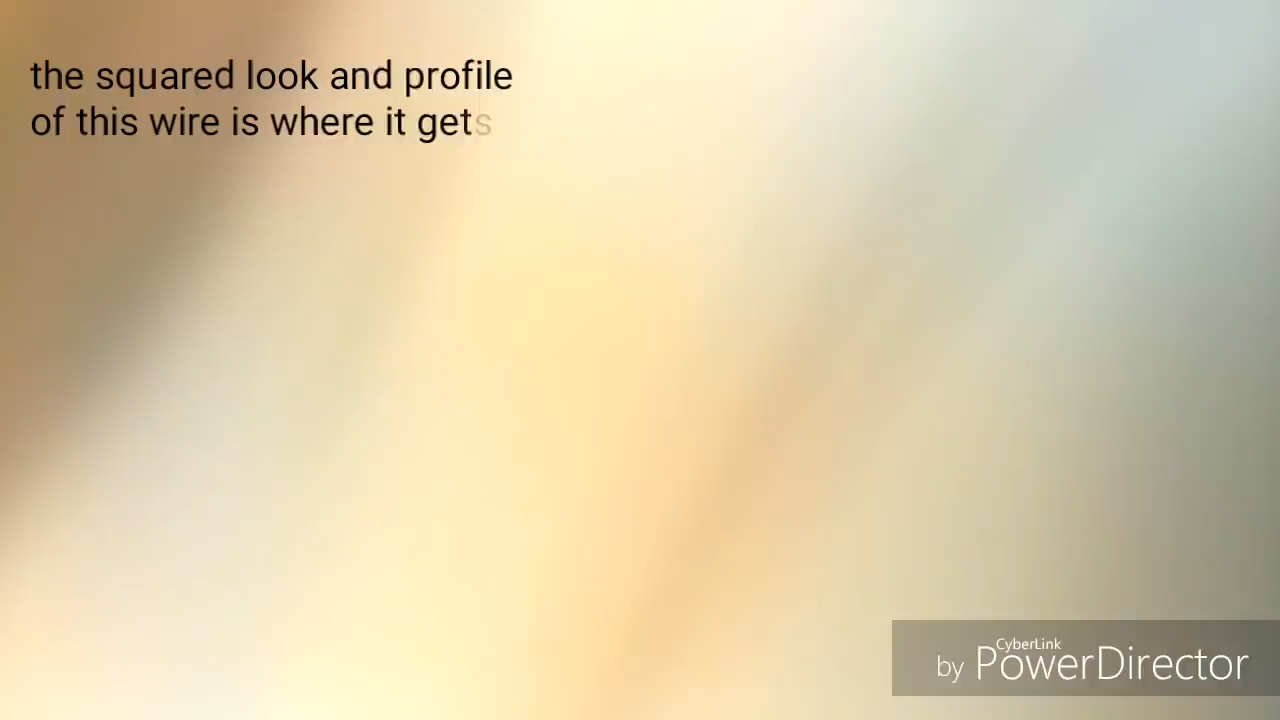 the squared look and profile
of this wire is where it gets
CyberLink
by PowerDirector